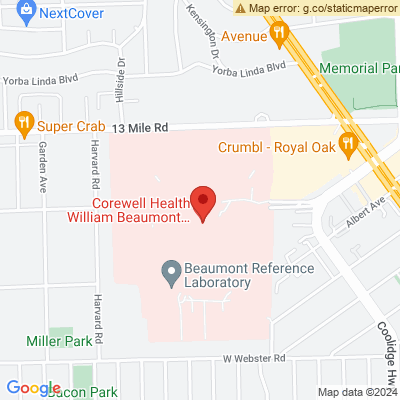 Map error: g.co/staticmaperror
NextCover
Kensington Dr
Avenue
Yorba Linda Blvd
Yorba Linda Blvd
Hillside Dr
Memorial Par
Super Crab
13 Mile Rd
Crumbl - Royal Oak
Garden Ave
Harvard Rd
Corewell Health
William Beaumont...
Albert Ave
Beaumont Reference
Laboratory
Harvard Rd
Miller Park
Coolidge Hw
W Webster Rd
Google
Bacon Park
Map data ©2024